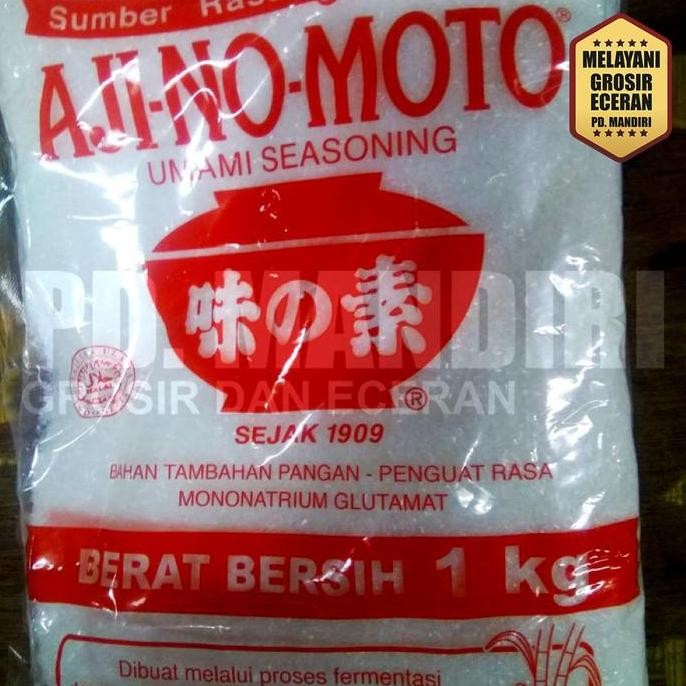 Sumber Rasa
AJI-NO-MOTO®
UMAMI SEASONING
味の素
®
SEJAK 1909
BAHAN TAMBAHAN PANGAN - PENGUAT RASA
MONONATRIUM GLUTAMAT
BERAT BERSIH 1 kg
Dibuat melalui proses fermentasi
MELAYANI
GROSIR
ECERAN
PD. MANDIRI
PD. MANDIRI
GROSIR DAN ECERAN